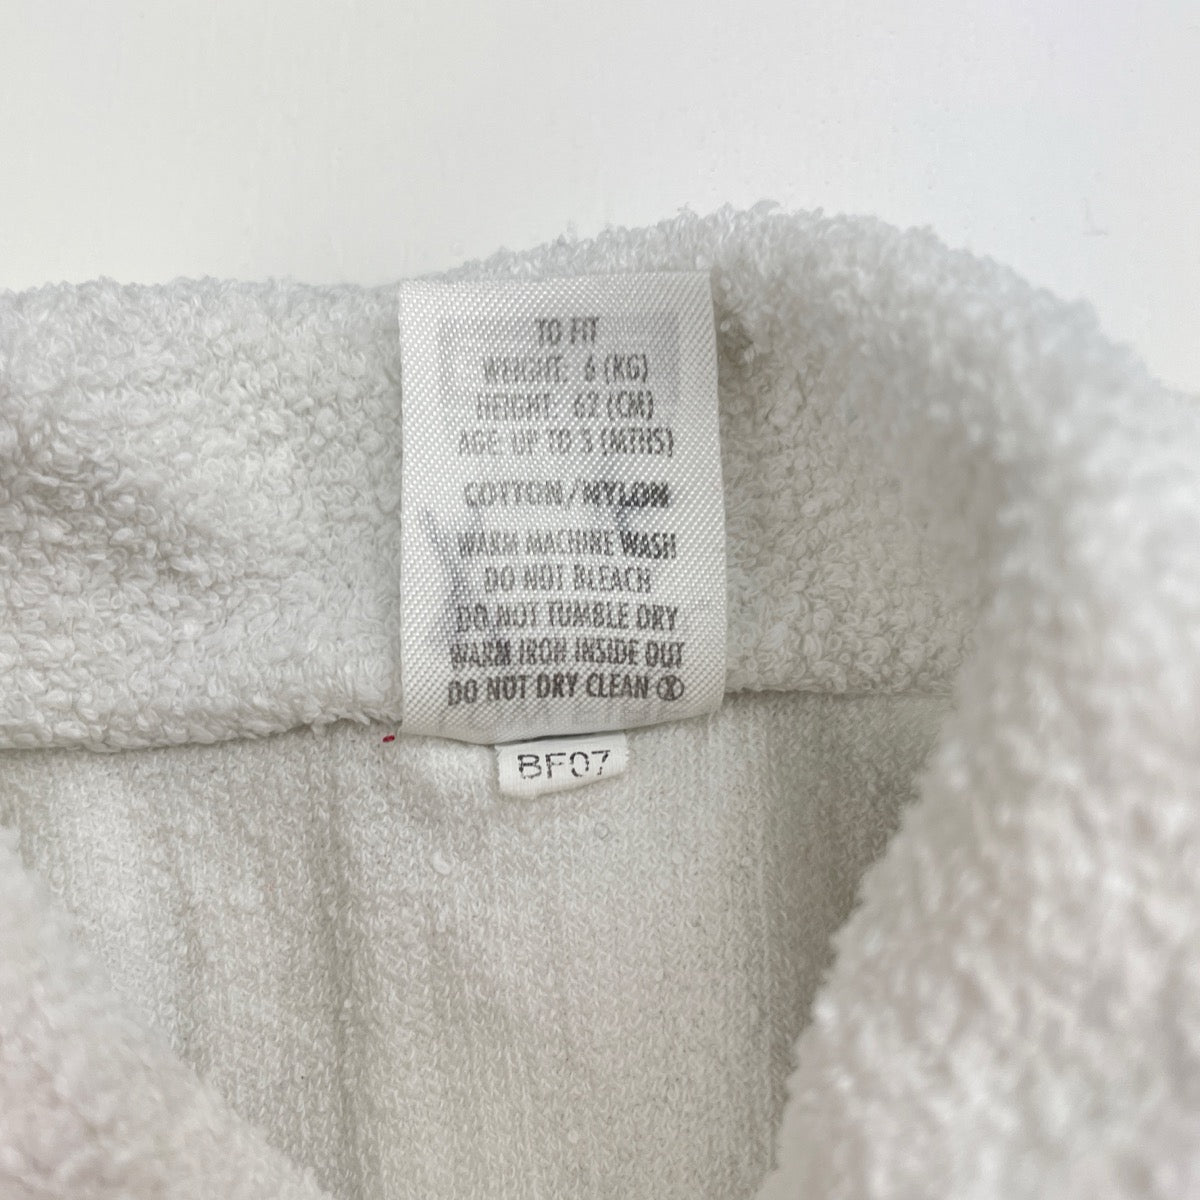 TO FIT
WEIGHT: 6 (KG)
HEIGHT: 62 (CM)
AGE: UP TO 3 (MTHS)
COTTON/NYLON
WARM MACHINE WASH
DO NOT BLEACH
DO NOT TUMBLE DRY
WARM IRON INSIDE OUT
DO NOT DRY CLEAN
BF07